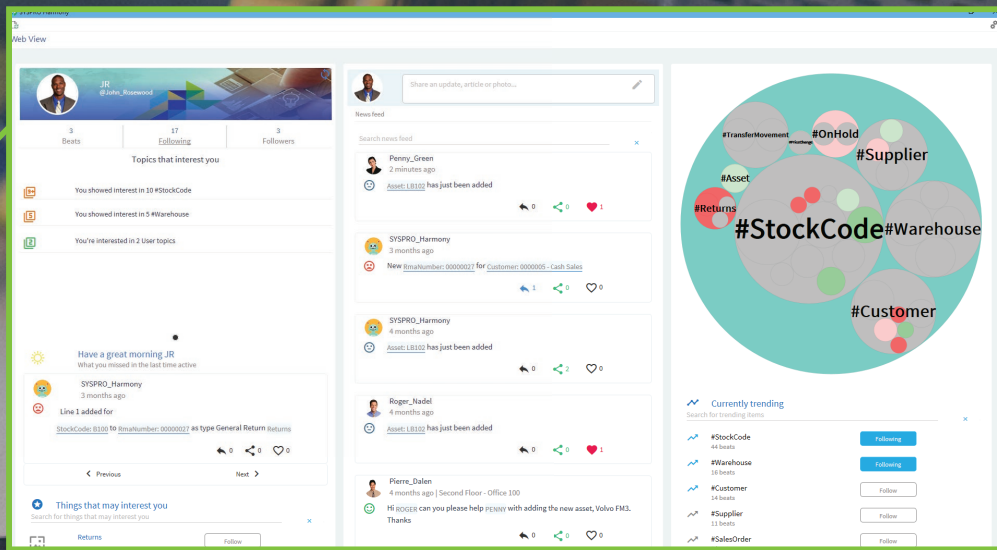 SYSPRO Harmony
Web View
JR
@John_Rosewood
3
Beats
17
Following
3
Followers
Topics that interest you
9+
You showed interest in 10 #StockCode
5
You showed interest in 5 #Warehouse
2
You're interested in 2 User topics
Have a great morning JR
What you missed in the last time active
SYSPRO_Harmony
3 months ago
Line 1 added for
StockCode: B100 to RmaNumber: 00000027 as type General Return Returns
0 0 0
Previous Next
Things that may interest you
Search for things that may interest you
Returns
Follow
Share an update, article or photo...
News feed
Search news feed
Penny_Green
2 minutes ago
Asset: LB102 has just been added
0 0 1
SYSPRO_Harmony
3 months ago
New RmaNumber: 00000027 for Customer: 0000005 - Cash Sales
1 0 0
SYSPRO_Harmony
4 months ago
Asset: LB102 has just been added
0 2 0
Roger_Nadel
4 months ago
Asset: LB102 has just been added
0 0 1
Pierre_Dalen
4 months ago | Second Floor - Office 100
Hi ROGER can you please help PENNY with adding the new asset, Volvo FM3.
Thanks
0 0 0
#TransferMovement
#OnHold
#Supplier
#Asset
#Returns
#StockCode
#Warehouse
#Customer
Currently trending
Search for trending items
#StockCode
44 beats
Following
#Warehouse
16 beats
Following
#Customer
14 beats
Follow
#Supplier
11 beats
Follow
#SalesOrder
Follow